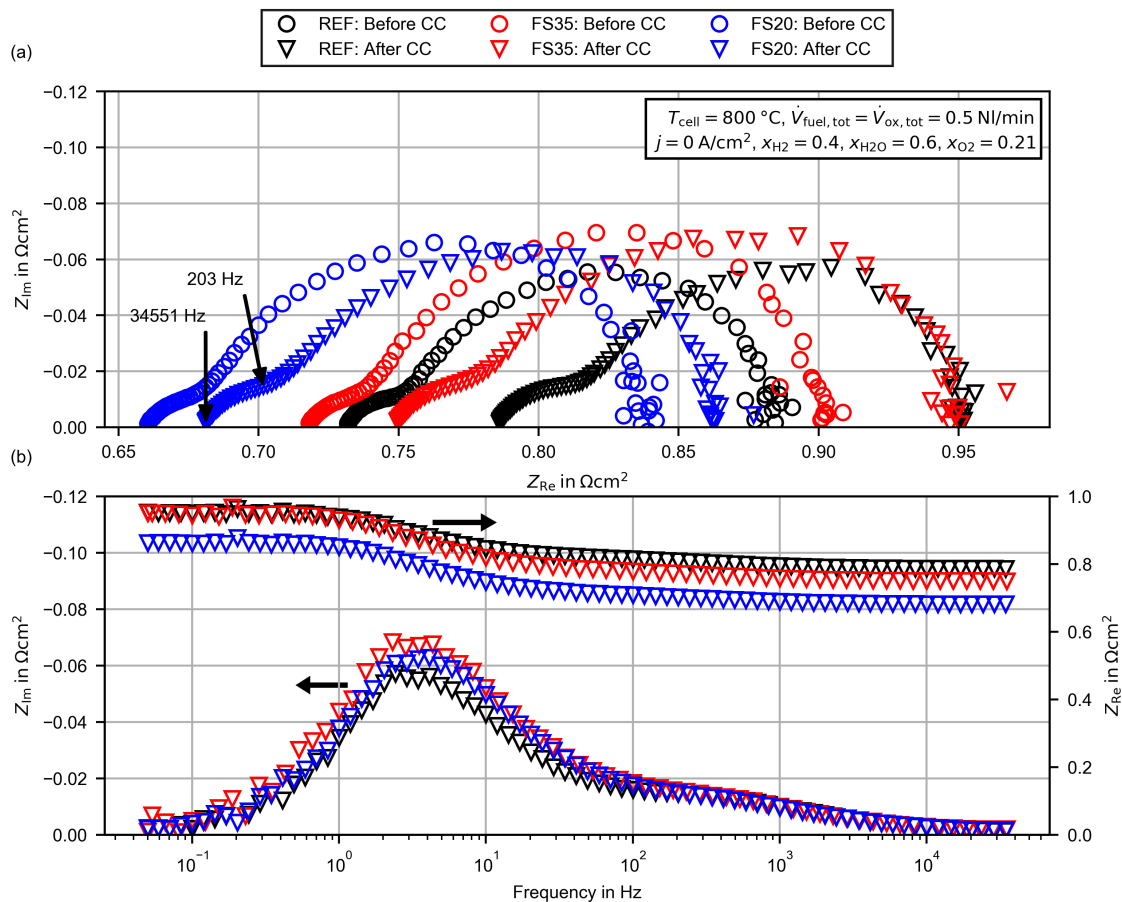 REF: Before CC FS35: Before CC FS20: Before CC
REF: After CC FS35: After CC FS20: After CC
(a)
−0.12
−0.10
−0.08
−0.06
−0.04
−0.02
0.00
Z_Im in Ωcm²
T_cell = 800 °C, V̇_fuel,tot = V̇_ox,tot = 0.5 Nl/min
j = 0 A/cm², x_H2 = 0.4, x_H2O = 0.6, x_O2 = 0.21
203 Hz
34551 Hz
0.65 0.70 0.75 0.80 0.85 0.90 0.95
Z_Re in Ωcm²
(b)
−0.12
−0.10
−0.08
−0.06
−0.04
−0.02
0.00
Z_Im in Ωcm²
1.0
0.8
0.6
0.4
0.2
0.0
Z_Re in Ωcm²
10⁻¹ 10⁰ 10¹ 10² 10³ 10⁴
Frequency in Hz